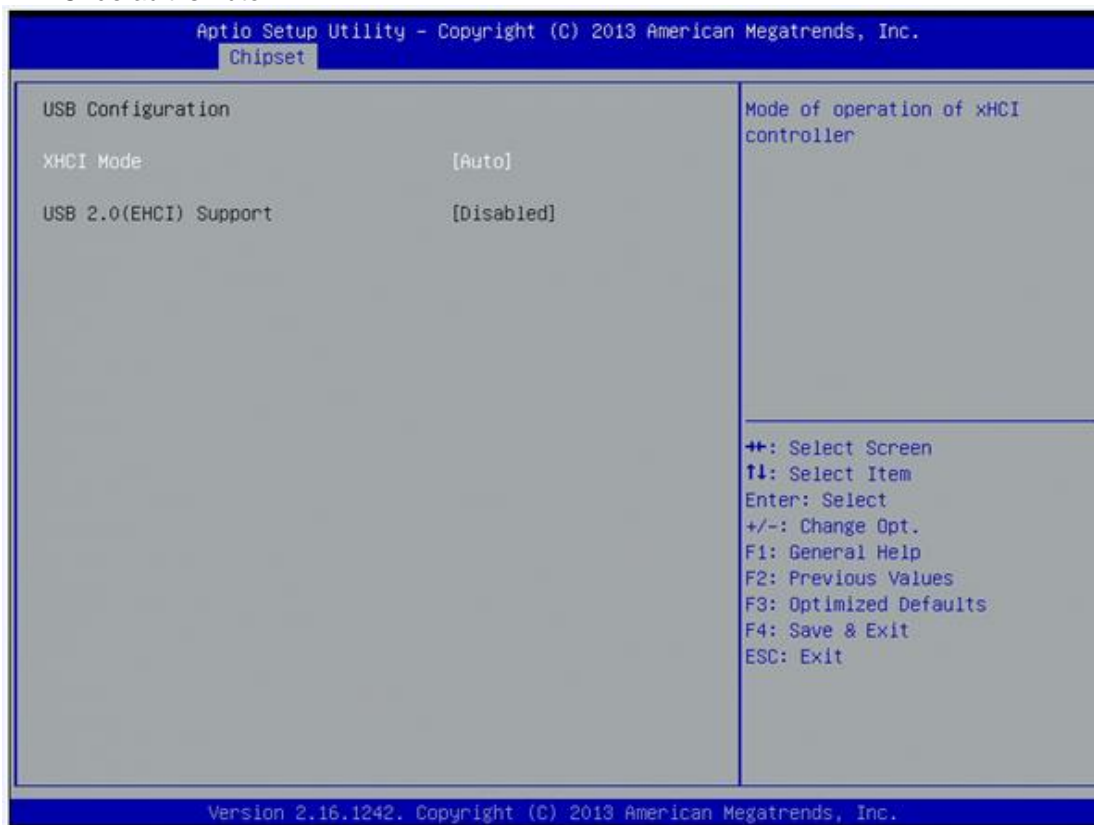 Aptio Setup Utility – Copyright (C) 2013 American Megatrends, Inc.
Chipset
USB Configuration
XHCI Mode [Auto]
USB 2.0(EHCI) Support [Disabled]
Mode of operation of xHCI
controller
→←: Select Screen
↑↓: Select Item
Enter: Select
+/-: Change Opt.
F1: General Help
F2: Previous Values
F3: Optimized Defaults
F4: Save & Exit
ESC: Exit
Version 2.16.1242. Copyright (C) 2013 American Megatrends, Inc.